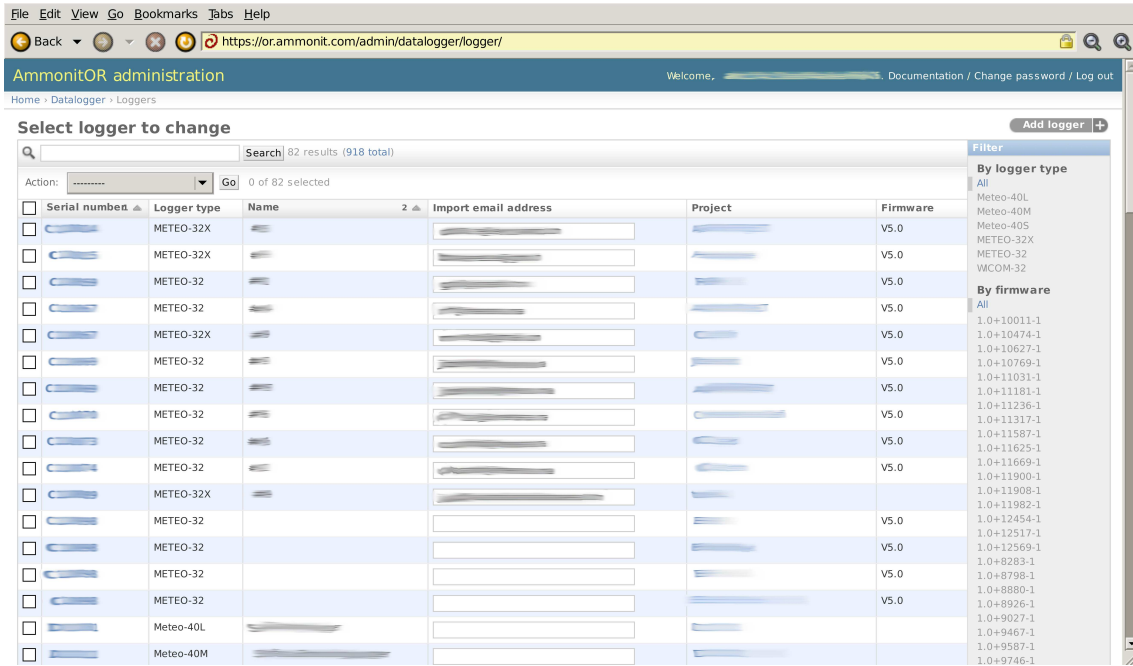 File Edit View Go Bookmarks Tabs Help
Back https://or.ammonit.com/admin/datalogger/logger/
AmmonitOR administration
Welcome, . Documentation / Change password / Log out
Home › Datalogger › Loggers
Select logger to change
Add logger +
Search 82 results (918 total)
Action: --------- Go 0 of 82 selected
Serial number Logger type Name 2 Import email address Project Firmware
METEO-32X V5.0
METEO-32X V5.0
METEO-32 V5.0
METEO-32 V5.0
METEO-32X V5.0
METEO-32 V5.0
METEO-32 V5.0
METEO-32 V5.0
METEO-32 V5.0
METEO-32 V5.0
METEO-32X
METEO-32 V5.0
METEO-32 V5.0
METEO-32 V5.0
METEO-32 V5.0
Meteo-40L
Meteo-40M
Filter
By logger type
All
Meteo-40L
Meteo-40M
Meteo-40S
METEO-32X
METEO-32
WICOM-32
By firmware
All
1.0+10011-1
1.0+10474-1
1.0+10627-1
1.0+10769-1
1.0+11031-1
1.0+11181-1
1.0+11236-1
1.0+11317-1
1.0+11587-1
1.0+11625-1
1.0+11669-1
1.0+11900-1
1.0+11908-1
1.0+11982-1
1.0+12454-1
1.0+12517-1
1.0+12569-1
1.0+8283-1
1.0+8798-1
1.0+8880-1
1.0+8926-1
1.0+9027-1
1.0+9467-1
1.0+9587-1
1.0+9746-1